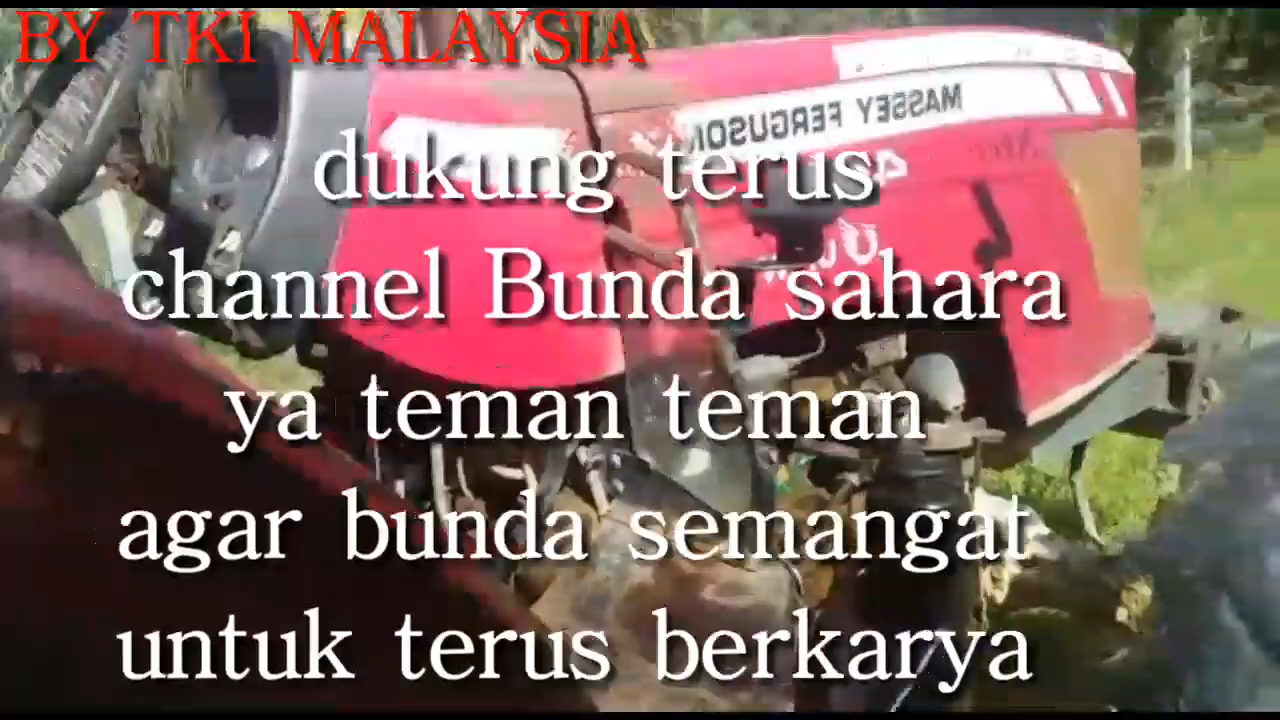 BY TKI MALAYSIA
MASSEY FERGUSON
dukung terus
channel Bunda sahara
ya teman teman
agar bunda semangat
untuk terus berkarya